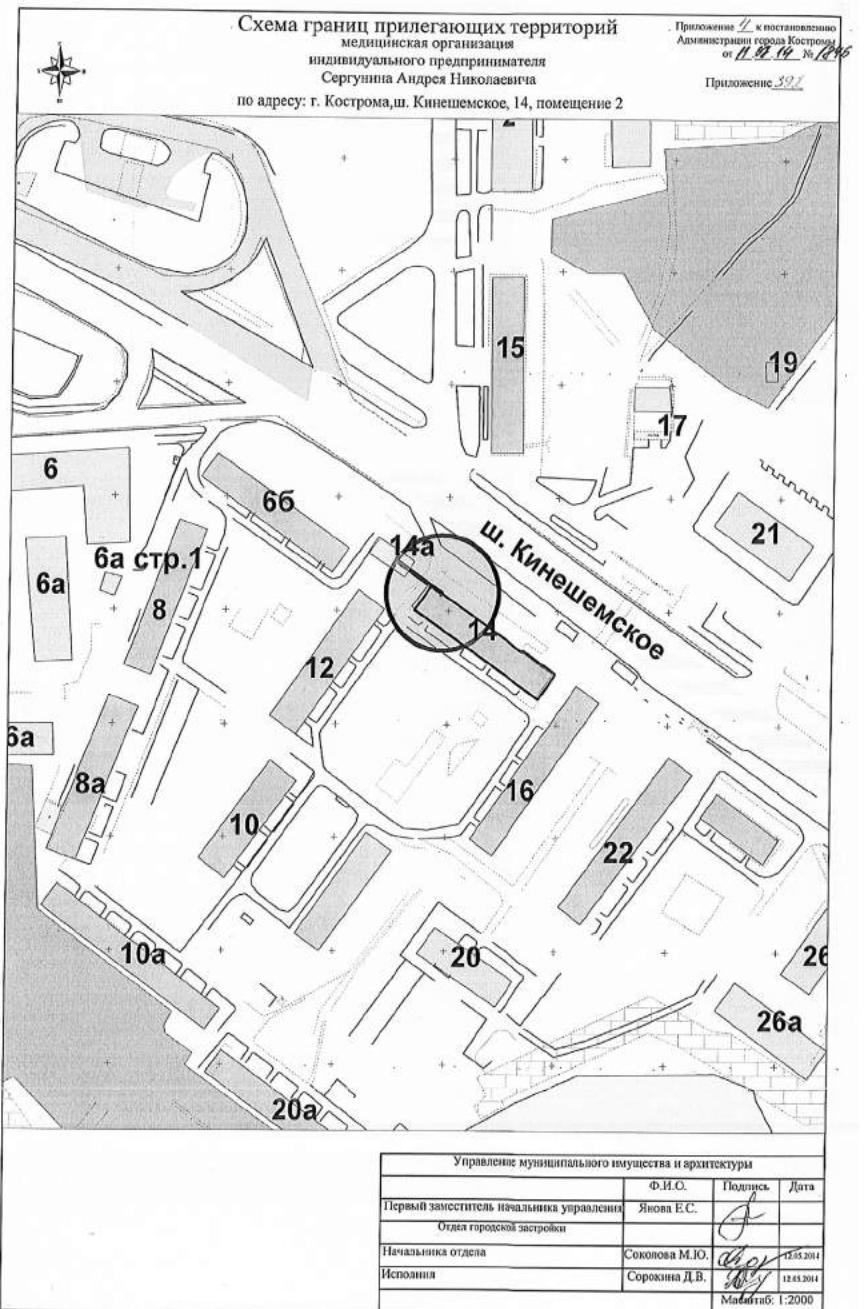 Схема границ прилегающих территорий
медицинская организация
индивидуального предпринимателя
Сергунина Андрея Николаевича
по адресу: г. Кострома,ш. Кинешемское, 14, помещение 2
Приложение 4 к постановлению
Администрации города Костромы
от № 1846
Приложение 392
2
15
19
17
6
6б
21
14а
ш. Кинешемское
6а
6а стр.1
8
14
12
6а
8а
16
10
22
10а
20
26
26а
20а
Управление муниципального имущества и архитектуры
Ф.И.О. Подпись Дата
Первый заместитель начальника управления Янова Е.С.
Отдел городской застройки
Начальника отдела Соколова М.Ю. 12.05.2014
Исполнил Сорокина Д.В. 12.05.2014
Масштаб: 1:2000